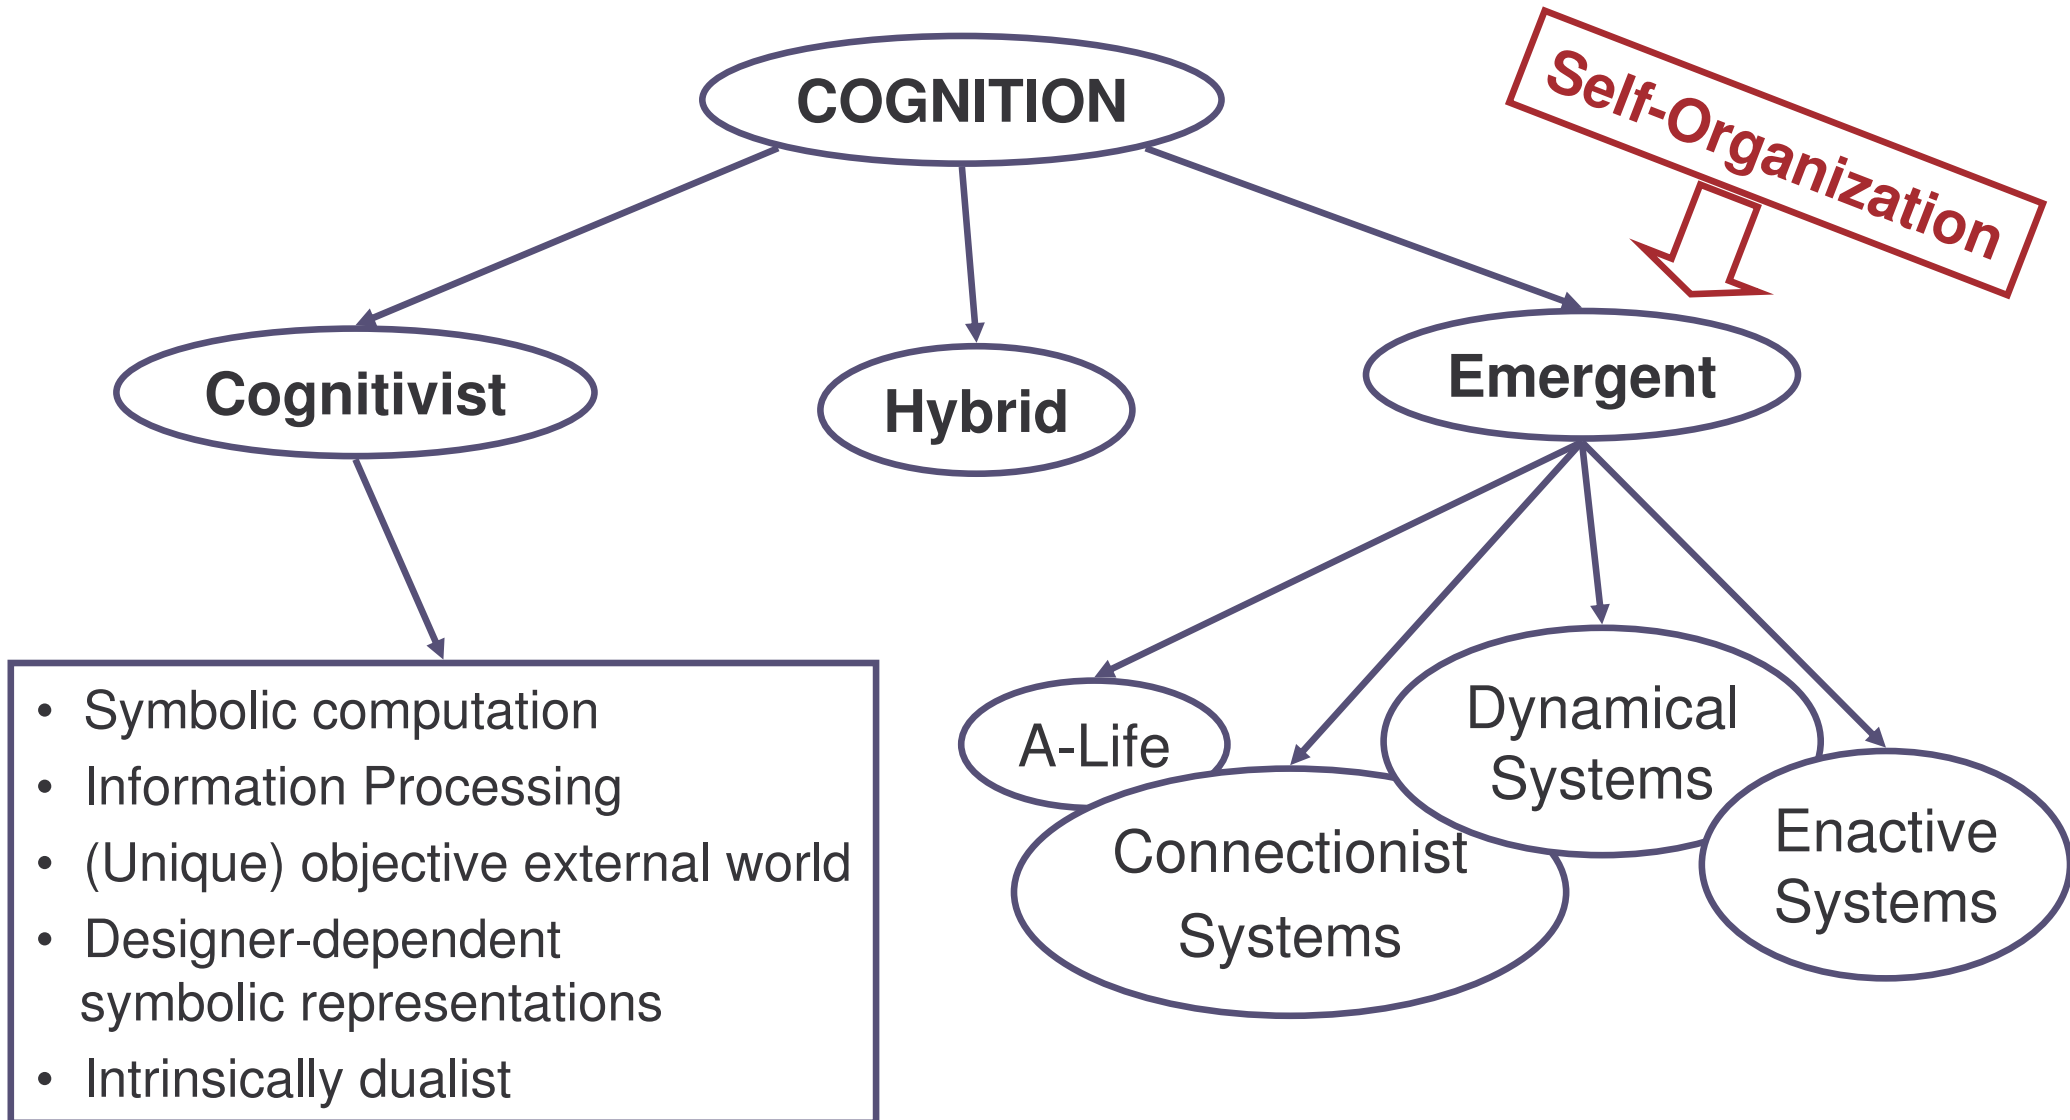 COGNITION
Self-Organization
Cognitivist
Hybrid
Emergent
• Symbolic computation
• Information Processing
• (Unique) objective external world
• Designer-dependent
symbolic representations
• Intrinsically dualist
A-Life
Connectionist
Systems
Dynamical
Systems
Enactive
Systems